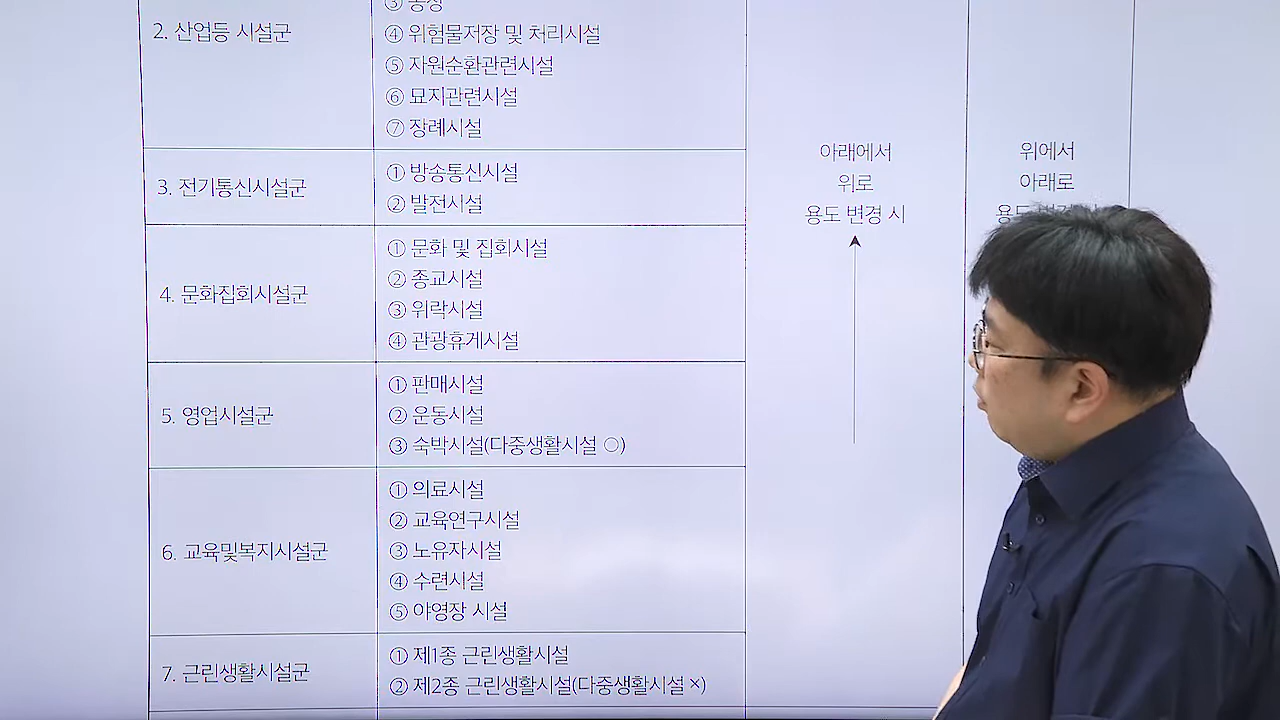 ③ 공장
2. 산업등 시설군
④ 위험물저장 및 처리시설
⑤ 자원순환관련시설
⑥ 묘지관련시설
⑦ 장례시설
3. 전기통신시설군
① 방송통신시설
② 발전시설
4. 문화집회시설군
① 문화 및 집회시설
② 종교시설
③ 위락시설
④ 관광휴게시설
5. 영업시설군
① 판매시설
② 운동시설
③ 숙박시설(다중생활시설 ○)
6. 교육및복지시설군
① 의료시설
② 교육연구시설
③ 노유자시설
④ 수련시설
⑤ 야영장 시설
7. 근린생활시설군
① 제1종 근린생활시설
② 제2종 근린생활시설(다중생활시설 ×)
아래에서
위로
용도 변경 시
위에서
아래로
용도 변경